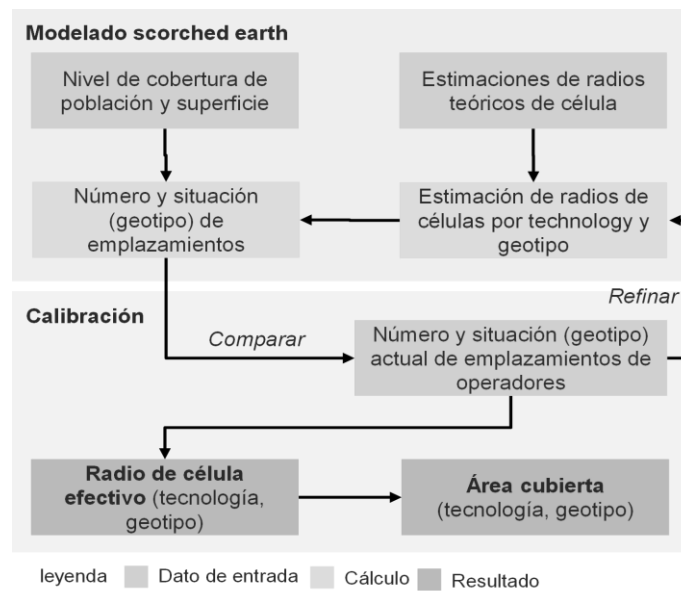 Modelado scorched earth
Nivel de cobertura de
población y superficie
Estimaciones de radios
teóricos de célula
Número y situación
(geotipo) de
emplazamientos
Estimación de radios de
células por technology y
geotipo
Refinar
Calibración
Comparar
Número y situación (geotipo)
actual de emplazamientos de
operadores
Radio de célula
efectivo (tecnología,
geotipo)
Área cubierta
(tecnología, geotipo)
leyenda Dato de entrada Cálculo Resultado